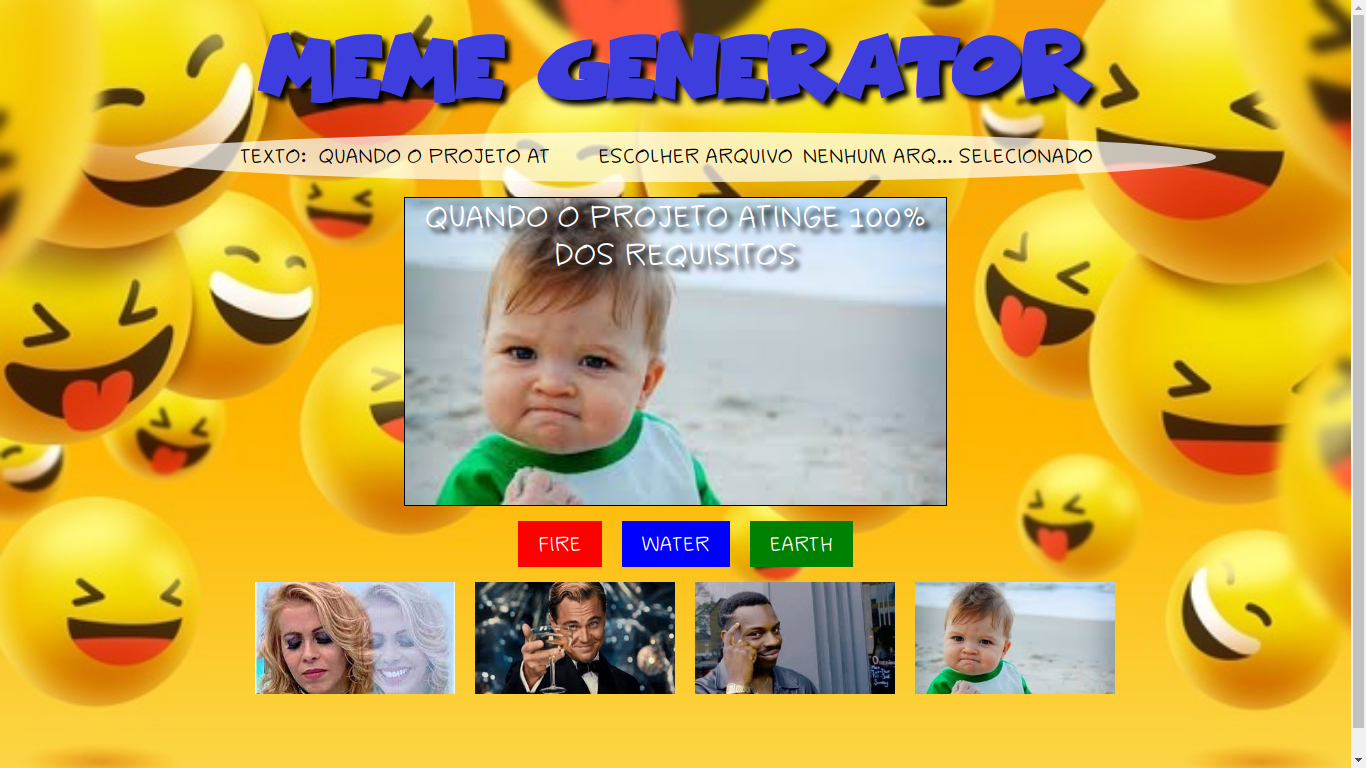 MEME GENERATOR
TEXTO: QUANDO O PROJETO AT ESCOLHER ARQUIVO NENHUM ARQ... SELECIONADO
QUANDO O PROJETO ATINGE 100%
DOS REQUISITOS
FIRE WATER EARTH